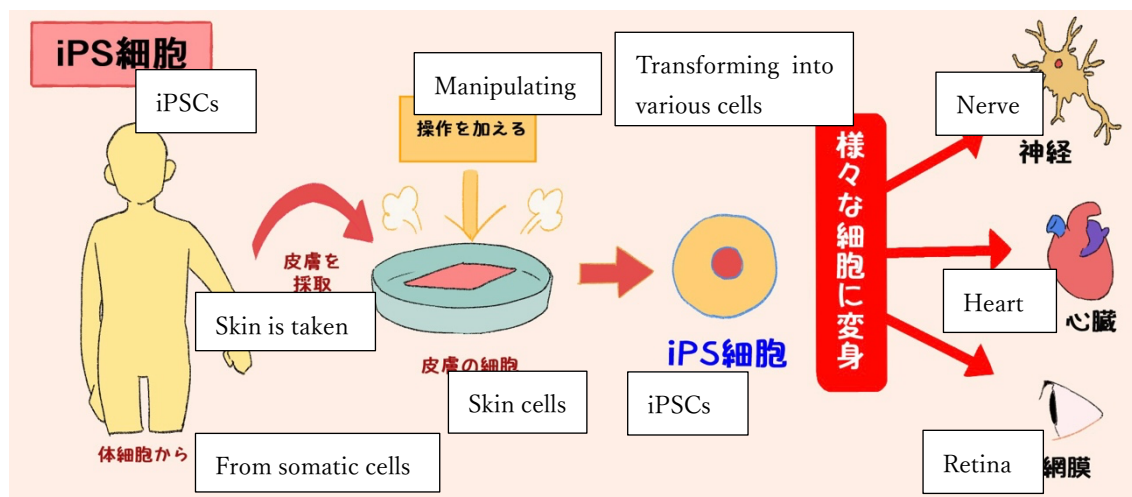 iPS細胞
iPSCs
Manipulating
操作を加える
Transforming into
various cells
様々な細胞に変身
Nerve
神経
皮膚を
採取
Skin is taken
皮膚の細胞
Skin cells
iPS細胞
iPSCs
Heart
心臓
体細胞から
From somatic cells
Retina
網膜